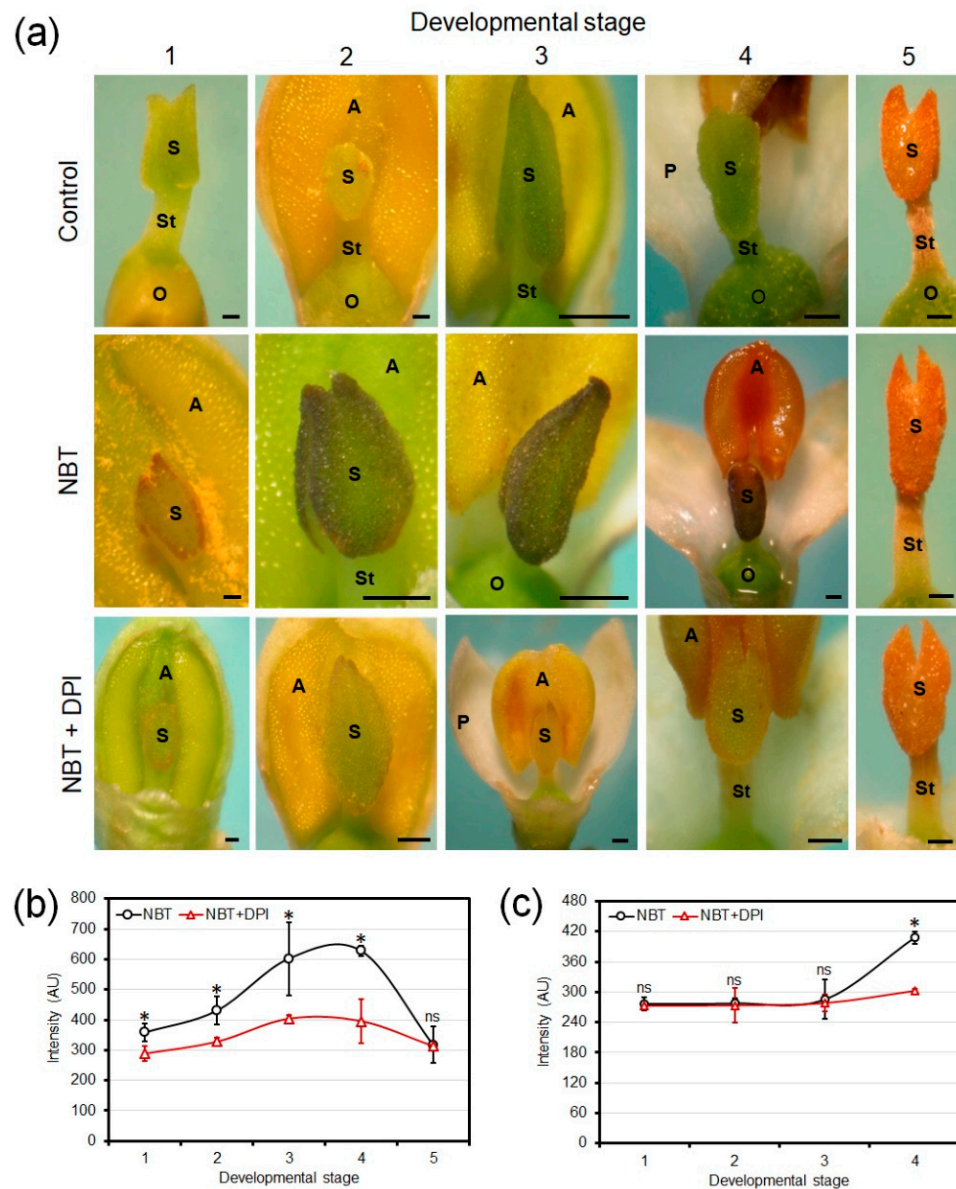 (a)
Developmental stage
1 2 3 4 5
Control
S St O
A S St O
A S St
P S St O
S St O
NBT
A S
A S St
A S O
A S O
S St
NBT + DPI
A S
A S
A P S
A S St
S St
(b)
NBT NBT+DPI
800
700
600
500
400
300
200
100
0
Intensity (AU)
* * * * ns
1 2 3 4 5
Developmental stage
(c)
NBT NBT+DPI
480
420
360
300
240
180
120
60
0
Intensity (AU)
ns ns ns *
1 2 3 4
Developmental stage